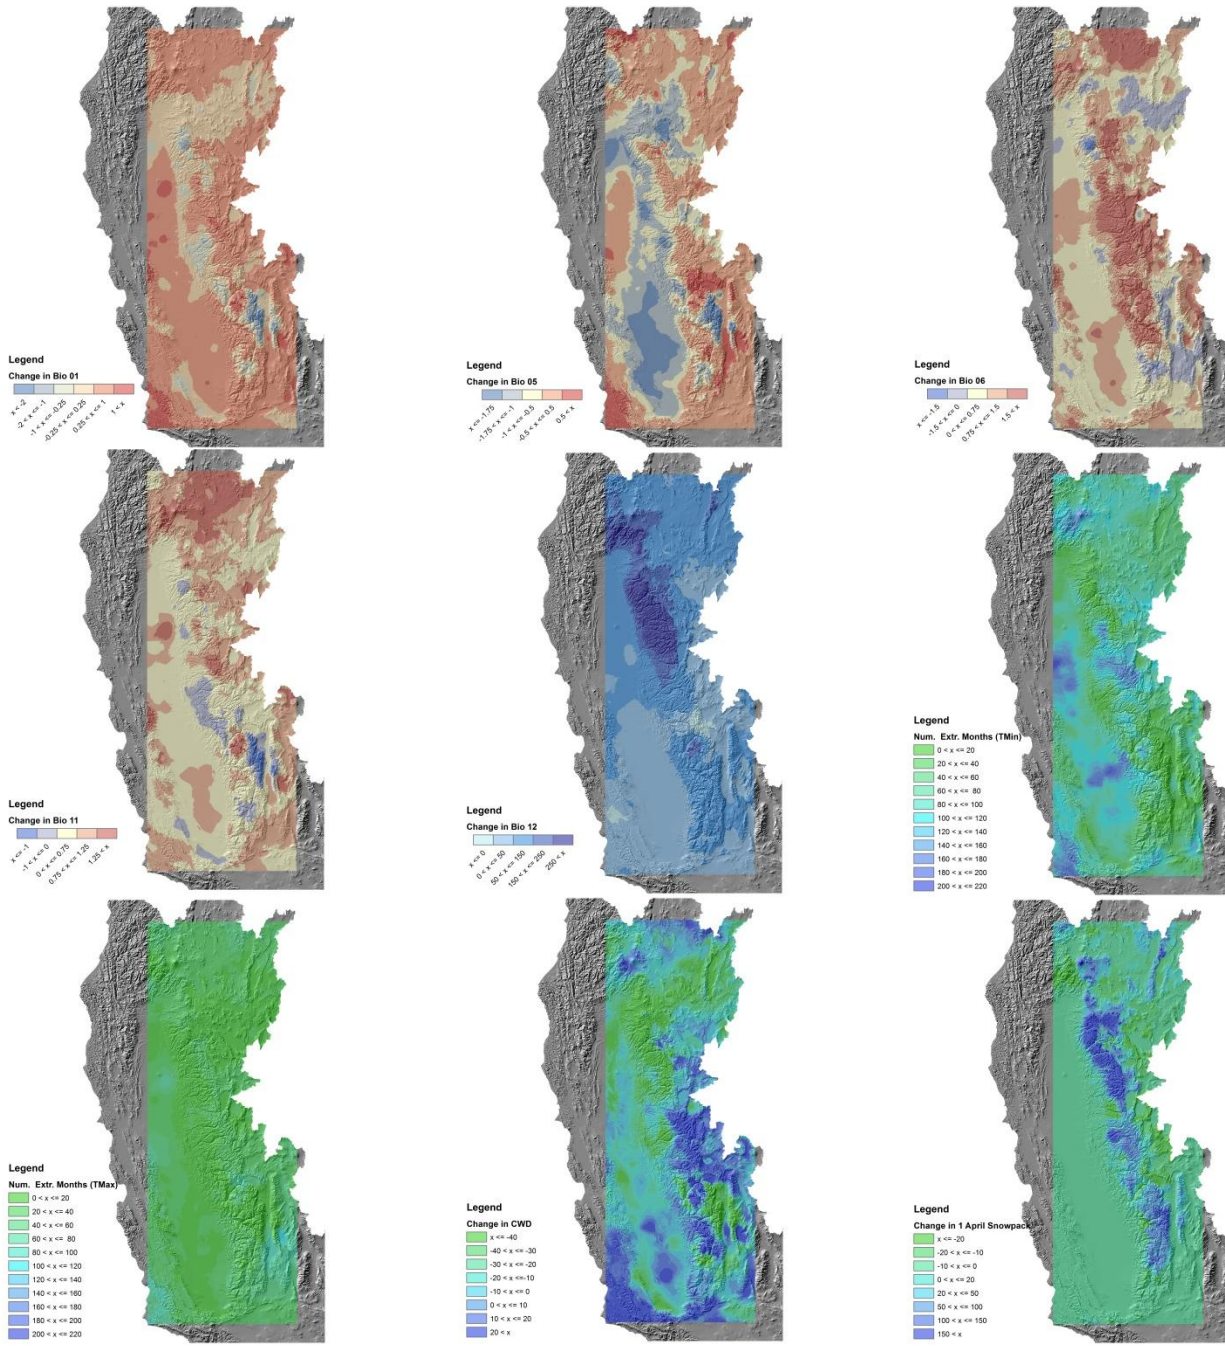 Legend
Change in Bio 01
x < -2
-2 < x <= -1
-1 < x <= -0.25
-0.25 < x <= 0.25
0.25 < x <= 1
1 < x
Legend
Change in Bio 05
x <= -1.75
-1.75 < x <= -1
-1 < x <= -0.5
-0.5 < x <= 0.5
0.5 < x
Legend
Change in Bio 06
x <= -1.5
-1.5 < x <= 0
0 < x <= 0.75
0.75 < x <= 1.5
1.5 < x
Legend
Change in Bio 11
x <= -1
-1 < x <= 0
0 < x <= 0.75
0.75 < x <= 1.25
1.25 < x
Legend
Change in Bio 12
x <= 0
0 < x <= 50
50 < x <= 150
150 < x <= 250
250 < x
Legend
Num. Extr. Months (TMin)
0 < x <= 20
20 < x <= 40
40 < x <= 60
60 < x <= 80
80 < x <= 100
100 < x <= 120
120 < x <= 140
140 < x <= 160
160 < x <= 180
180 < x <= 200
200 < x <= 220
Legend
Num. Extr. Months (TMax)
0 < x <= 20
20 < x <= 40
40 < x <= 60
60 < x <= 80
80 < x <= 100
100 < x <= 120
120 < x <= 140
140 < x <= 160
160 < x <= 180
180 < x <= 200
200 < x <= 220
Legend
Change in CWD
x <= -40
-40 < x <= -30
-30 < x <= -20
-20 < x <=-10
-10 < x <= 0
0 < x <= 10
10 < x <= 20
20 < x
Legend
Change in 1 April Snowpack
x <= -20
-20 < x <= -10
-10 < x <= 0
0 < x <= 20
20 < x <= 50
50 < x <= 100
100 < x <= 150
150 < x